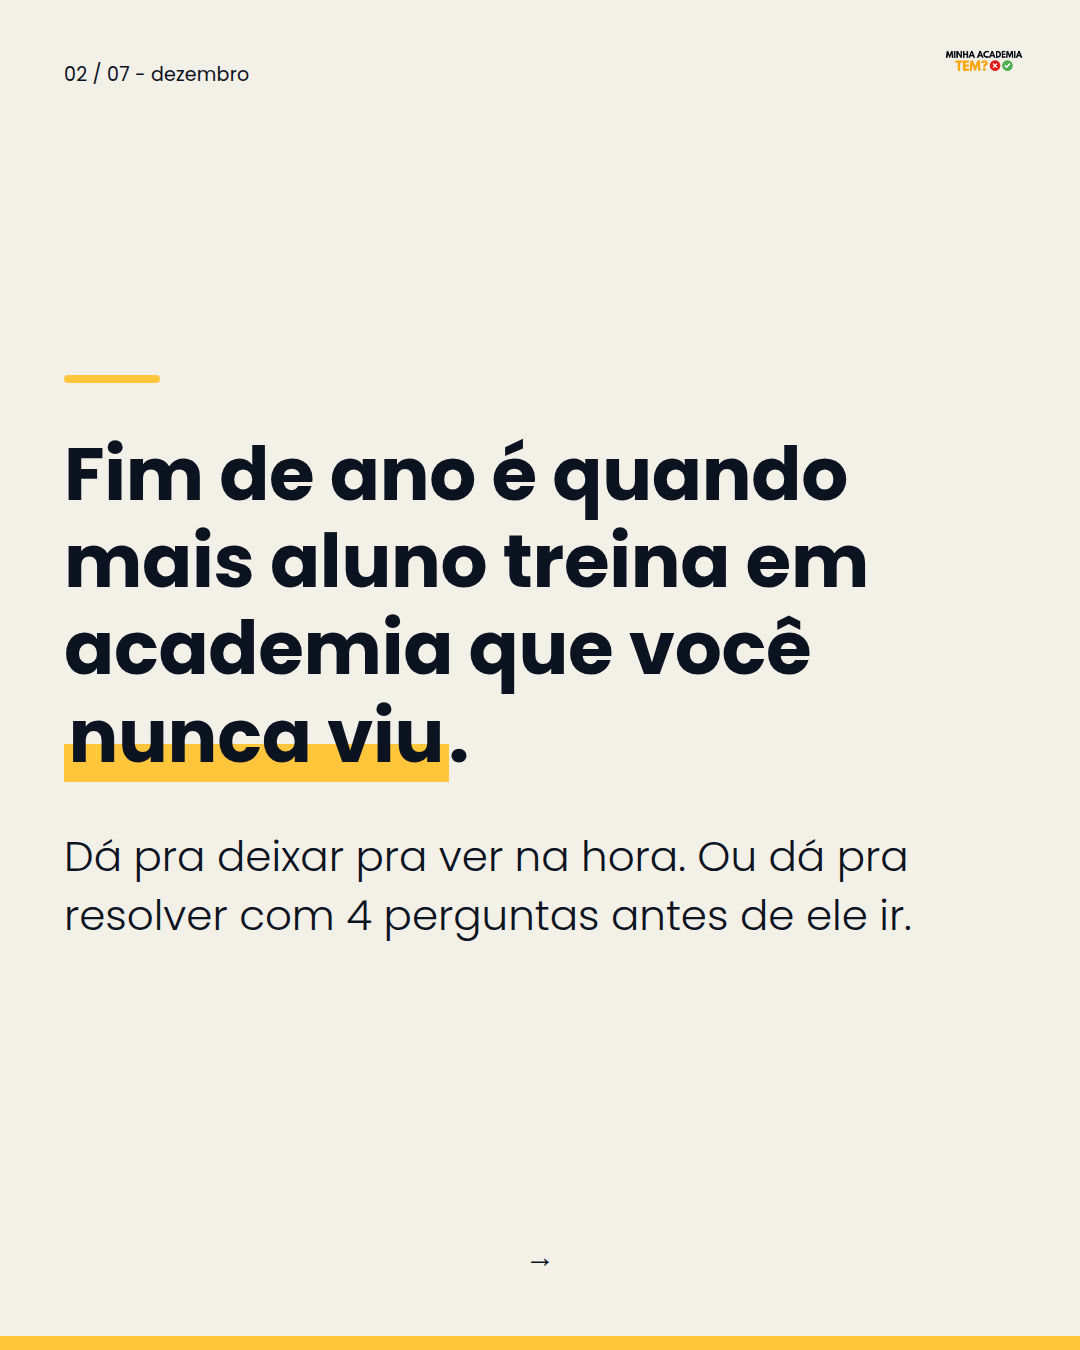 02 / 07 - dezembro
MINHA ACADEMIA
TEM?
Fim de ano é quando
mais aluno treina em
academia que você
nunca viu.
Dá pra deixar pra ver na hora. Ou dá pra
resolver com 4 perguntas antes de ele ir.
→